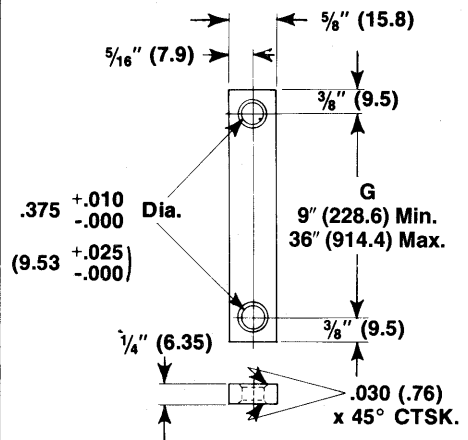 ⅝" (15.8)
5/16" (7.9)
⅜" (9.5)
.375 +.010 -.000 Dia.
(9.53 +.025 -.000)
G
9" (228.6) Min.
36" (914.4) Max.
⅜" (9.5)
¼" (6.35)
.030 (.76)
x 45° CTSK.